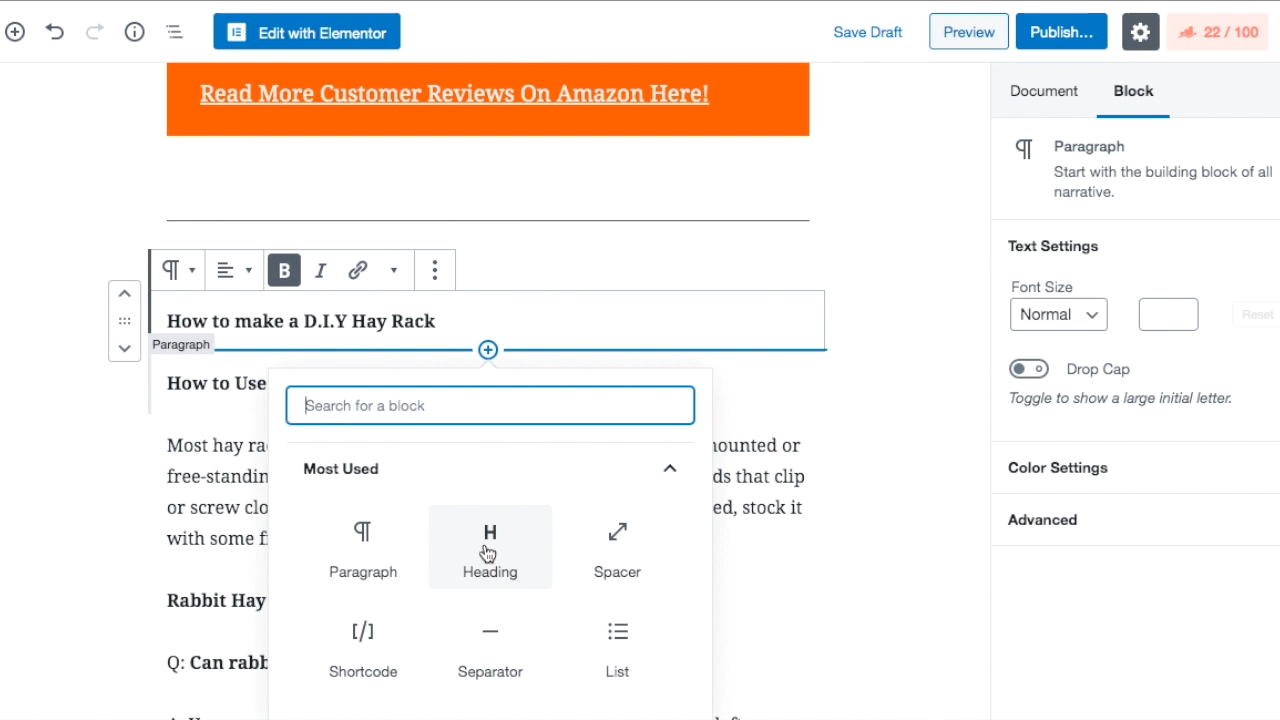 Edit with Elementor
Save Draft
Preview
Publish...
22 / 100
Read More Customer Reviews On Amazon Here!
Document
Block
Paragraph
Start with the building block of all
narrative.
Text Settings
Font Size
Normal
Reset
Drop Cap
Toggle to show a large initial letter.
Color Settings
Advanced
B I
How to make a D.I.Y Hay Rack
Paragraph
How to Use
Search for a block
Most hay ounted or
free-standin ds that clip
or screw ed, stock it
with some
Most Used
Paragraph
Heading
Spacer
Rabbit Hay
Shortcode
Separator
List
Q: Can